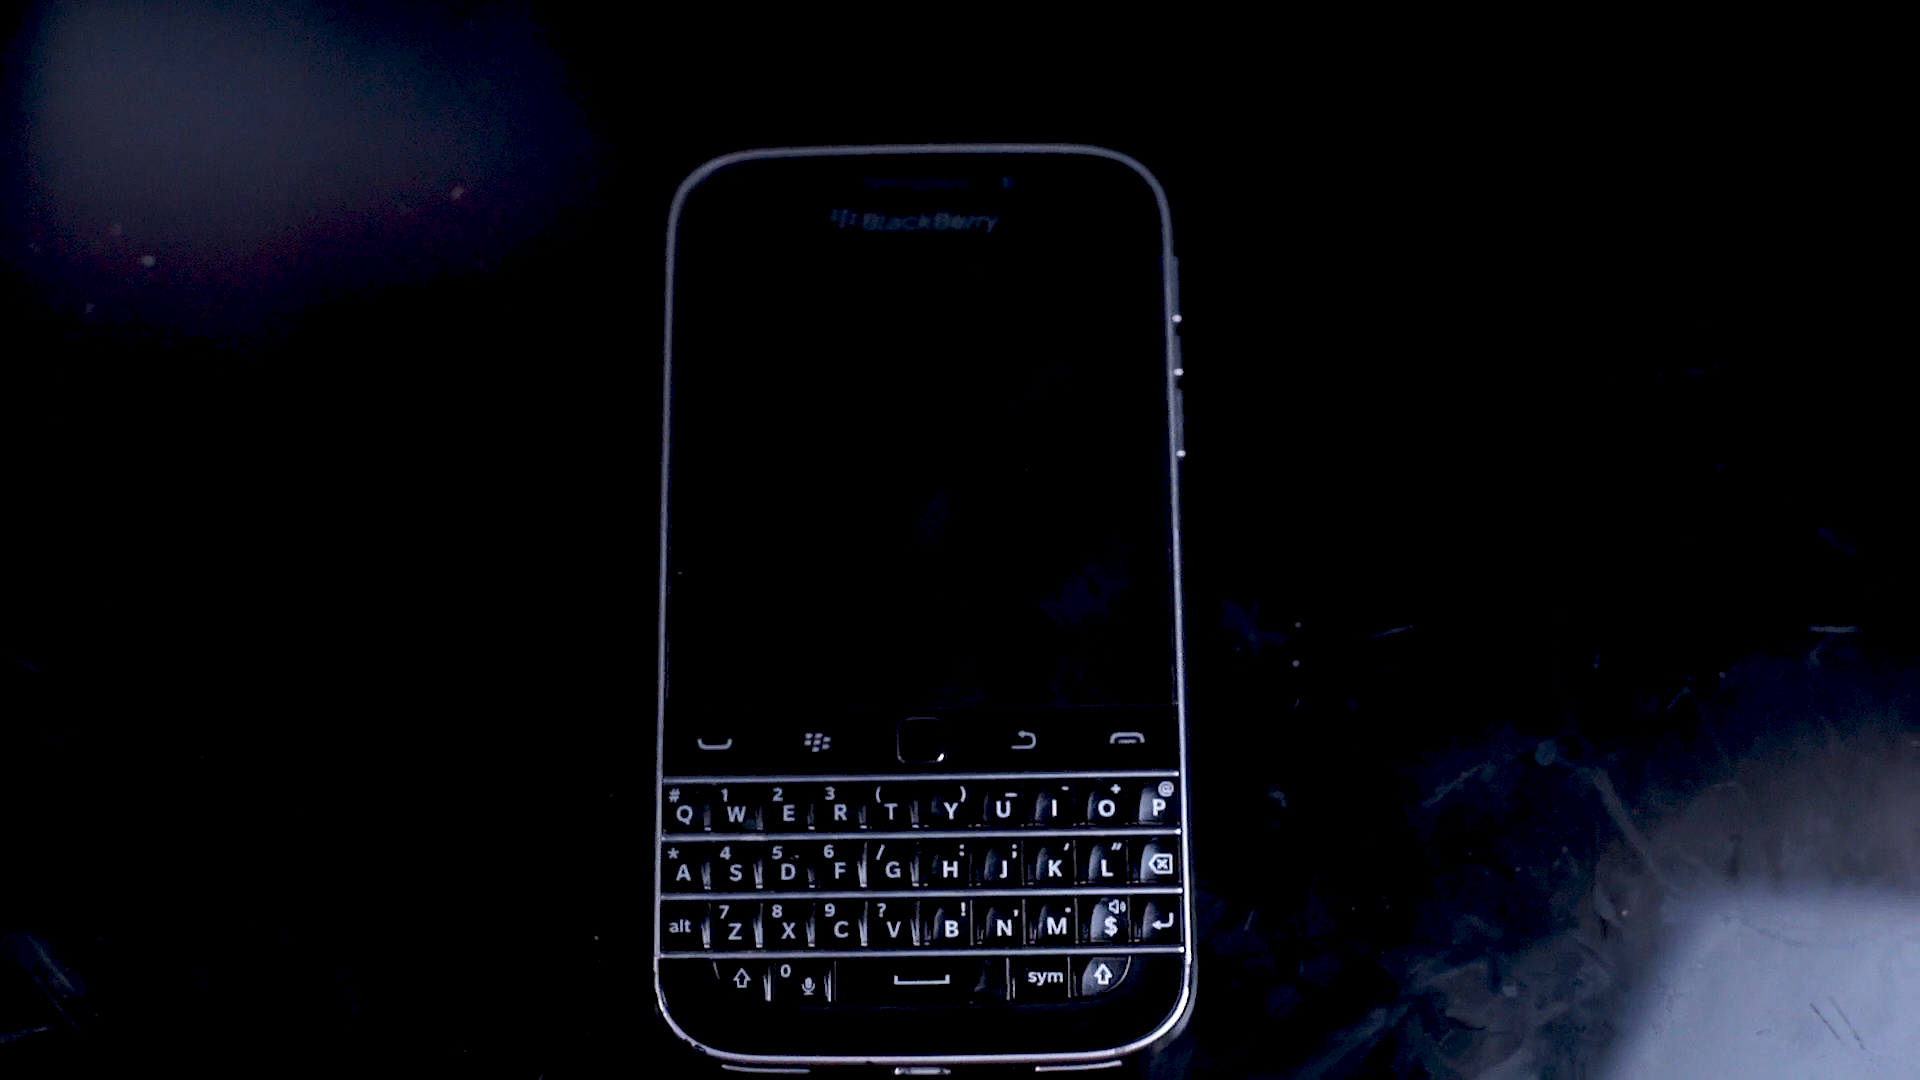 BlackBerry
# 1 2 3 ( ) _ - + @
Q W E R T Y U I O P
* 4 5 6 / : ; ' "
A S D F G H J K L
7 8 9 ? ! , .
alt Z X C V B N M $
0 sym